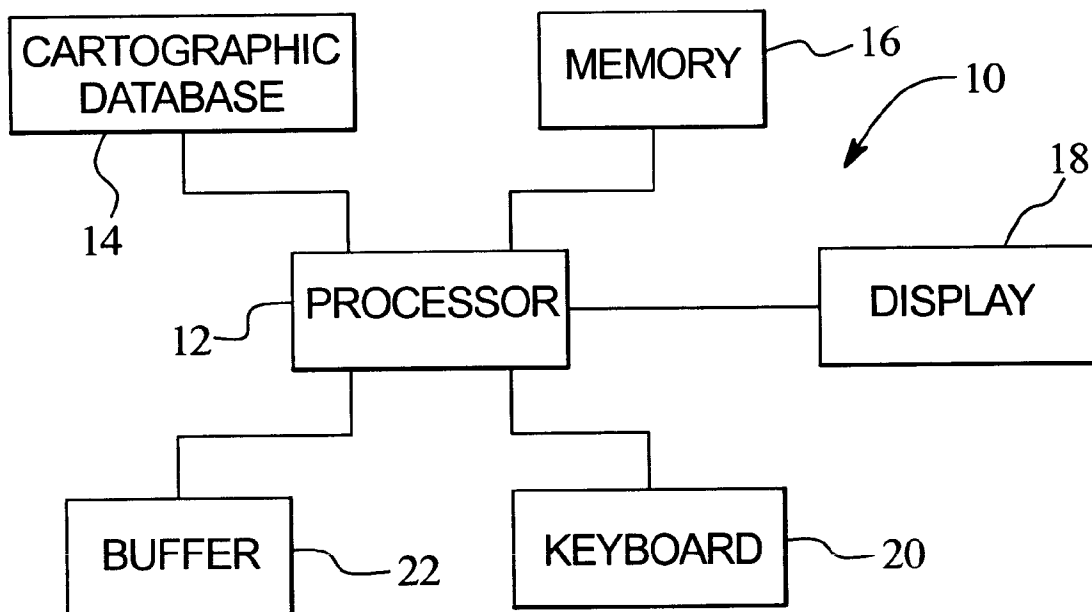 CARTOGRAPHIC
DATABASE
14
MEMORY
16
10
18
PROCESSOR
12
DISPLAY
BUFFER
22
KEYBOARD
20